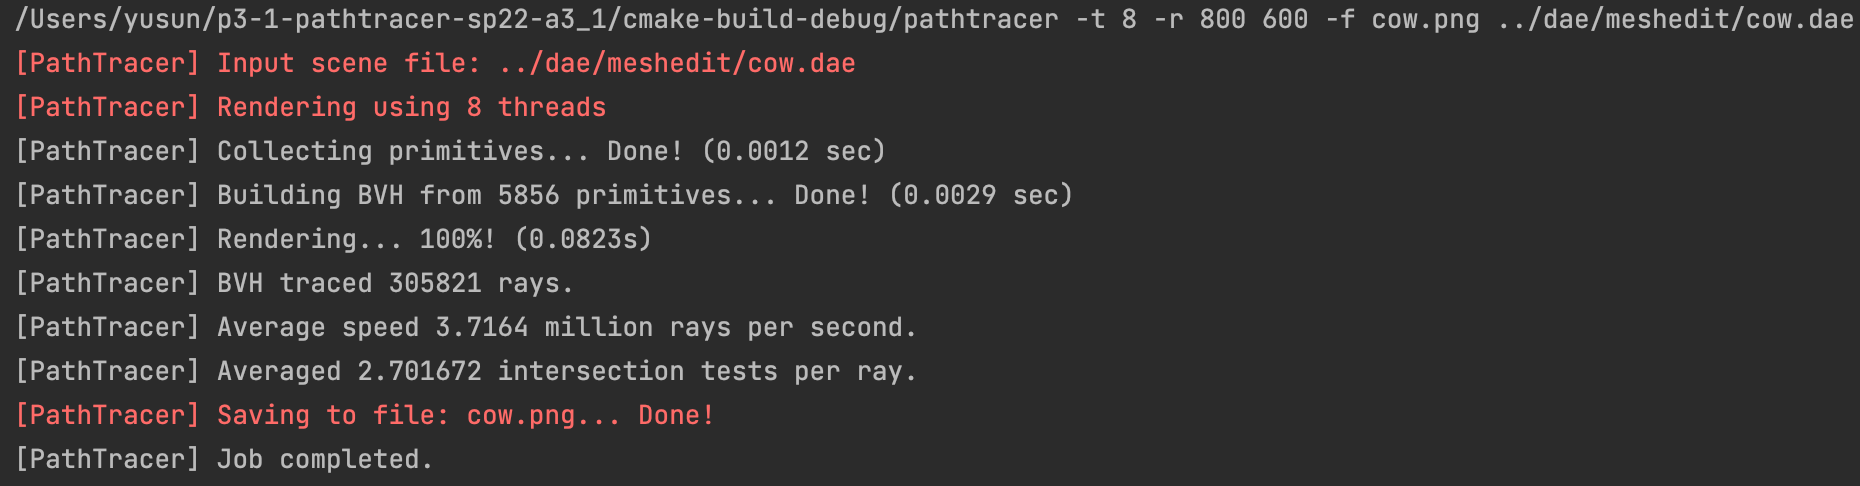 /Users/yusun/p3-1-pathtracer-sp22-a3_1/cmake-build-debug/pathtracer -t 8 -r 800 600 -f cow.png ../dae/meshedit/cow.dae
[PathTracer] Input scene file: ../dae/meshedit/cow.dae
[PathTracer] Rendering using 8 threads
[PathTracer] Collecting primitives... Done! (0.0012 sec)
[PathTracer] Building BVH from 5856 primitives... Done! (0.0029 sec)
[PathTracer] Rendering... 100%! (0.0823s)
[PathTracer] BVH traced 305821 rays.
[PathTracer] Average speed 3.7164 million rays per second.
[PathTracer] Averaged 2.701672 intersection tests per ray.
[PathTracer] Saving to file: cow.png... Done!
[PathTracer] Job completed.